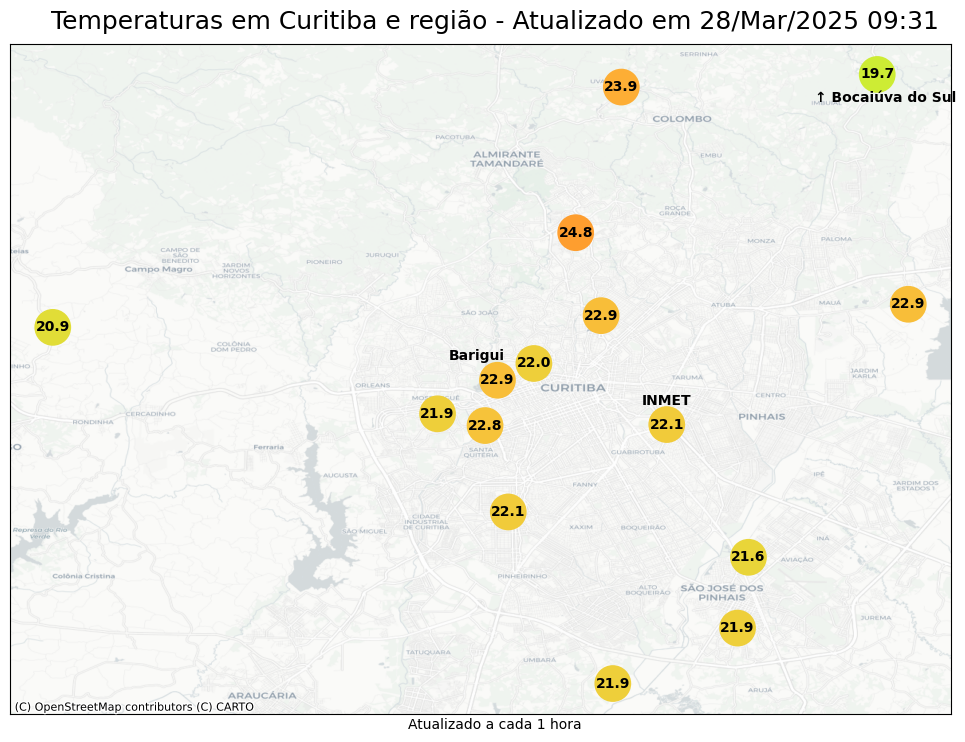 Temperaturas em Curitiba e região - Atualizado em 28/Mar/2025 09:31
SERRINHA
19.7
23.9
↑ Bocaiúva do Sul
COLOMBO
PACOTUBA
ALMIRANTE
TAMANDARÉ
EMBU
ROÇA
GRANDE
24.8
MONZA
PALOMA
CAMPO DE
SÃO
BENEDITO
JURUQUI
PIONEIRO
Campo Magro
JARDIM
NOVOS
HORIZONTES
22.9
ATUBA
MAUÁ
22.9
SÃO JOÃO
20.9
COLÔNIA
DOM PEDRO
Barigui
22.0
22.9
JARDIM
KARLA
TARUMÃ
ORLEANS
CURITIBA
CENTRO
INMET
21.9
CERCADINHO
RONDINHA
PINHAIS
22.8
22.1
Ferraria
SANTA
QUITÉRIA
GUABIROTUBA
AUGUSTA
IPÊ
FANNY
JARDIM DOS
ESTADOS I
22.1
CIDADE
INDUSTRIAL
DE CURITIBA
XAXIM
BOQUEIRÃO
SÃO MIGUEL
Represa do Rio
Verde
INÁ
21.6
AVIAÇÃO
Colônia Cristina
PINHEIRINHO
ALTO
BOQUEIRÃO
SÃO JOSÉ DOS
PINHAIS
JUREMA
21.9
TATUQUARA
UMBARÁ
21.9
ARUJÁ
ARAUCÁRIA
(C) OpenStreetMap contributors (C) CARTO
Atualizado a cada 1 hora